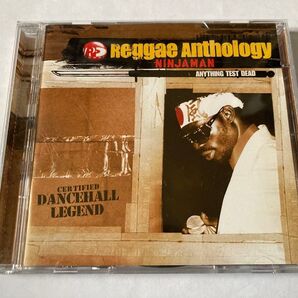 Reggae Anthology
NINJAMAN
ANYTHING TEST DEAD
CERTIFIED
DANCEHALL
LEGEND